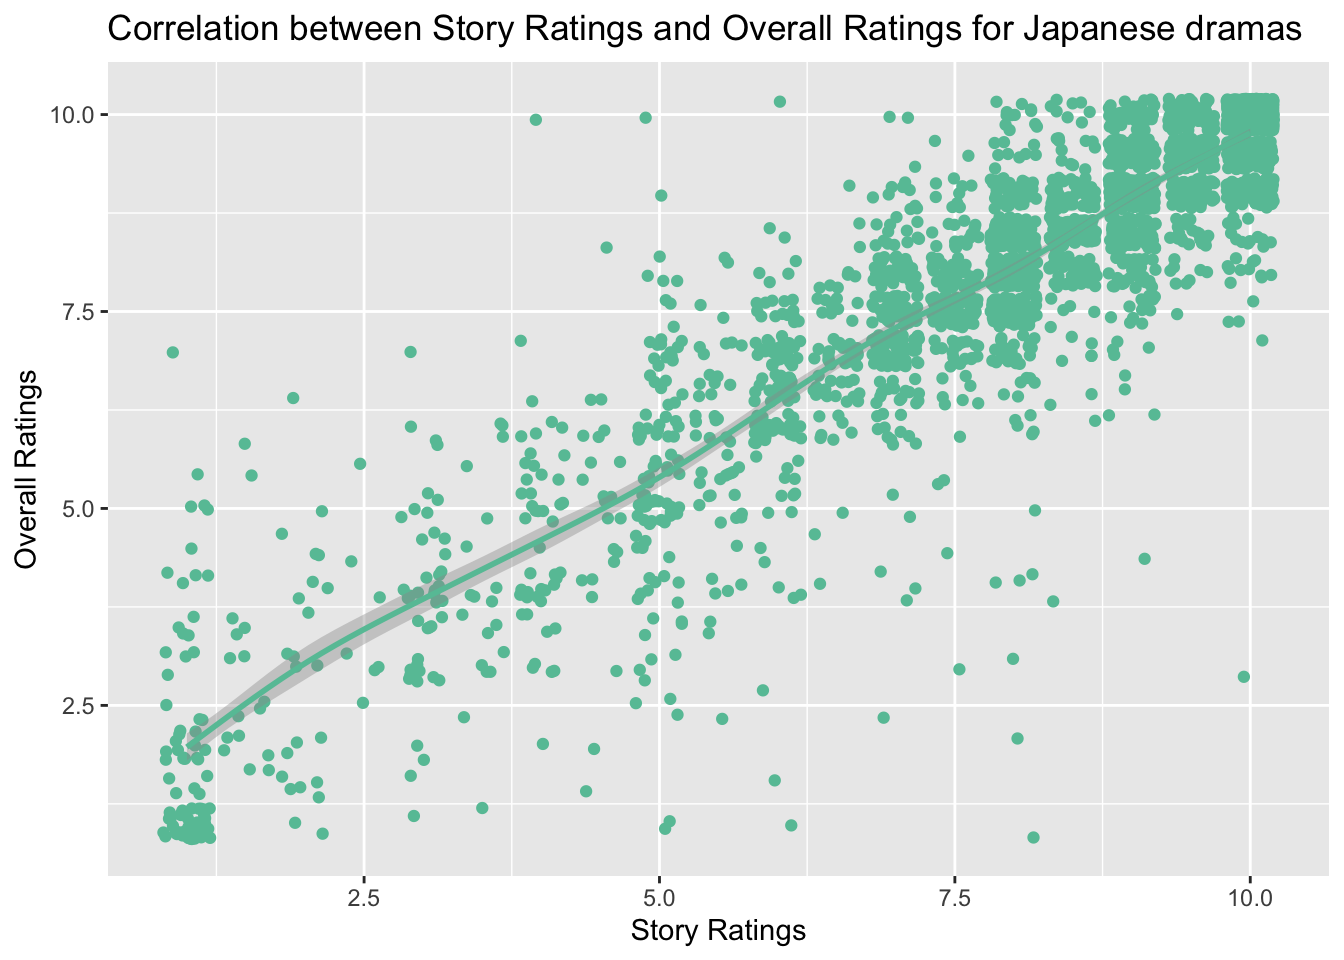 Correlation between Story Ratings and Overall Ratings for Japanese dramas
10.0
7.5
5.0
2.5
Overall Ratings
2.5 5.0 7.5 10.0
Story Ratings